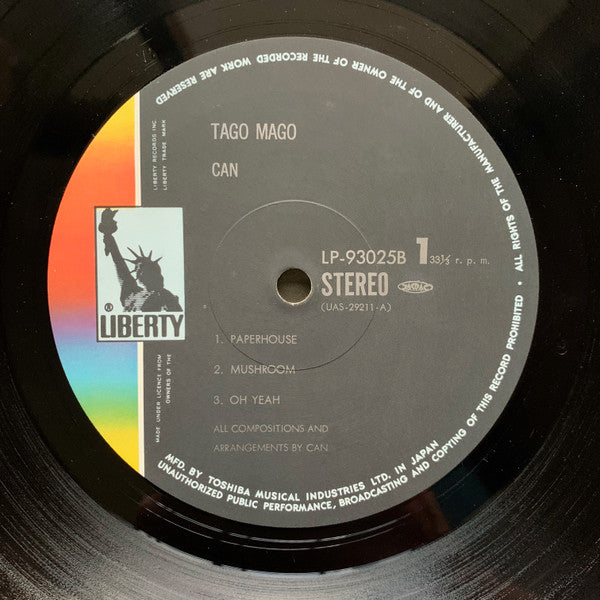 TAGO MAGO
CAN
LP-93025B 1 33⅓ r. p. m.
STEREO JASRAC
(UAS-29211-A)
1. PAPERHOUSE
2. MUSHROOM
3. OH YEAH
ALL COMPOSITIONS AND
ARRANGEMENTS BY CAN
LIBERTY RECORDS INC.
LIBERTY TRADE MARK
® LIBERTY
MADE UNDER LICENCE FROM
OWNERS OF THE
MFD. BY TOSHIBA MUSICAL INDUSTRIES LTD. IN JAPAN
UNAUTHORIZED PUBLIC PERFORMANCE, BROADCASTING AND COPYING OF THIS RECORD PROHIBITED · ALL RIGHTS OF THE MANUFACTURER AND OF THE OWNER OF THE RECORDED WORK ARE RESERVED